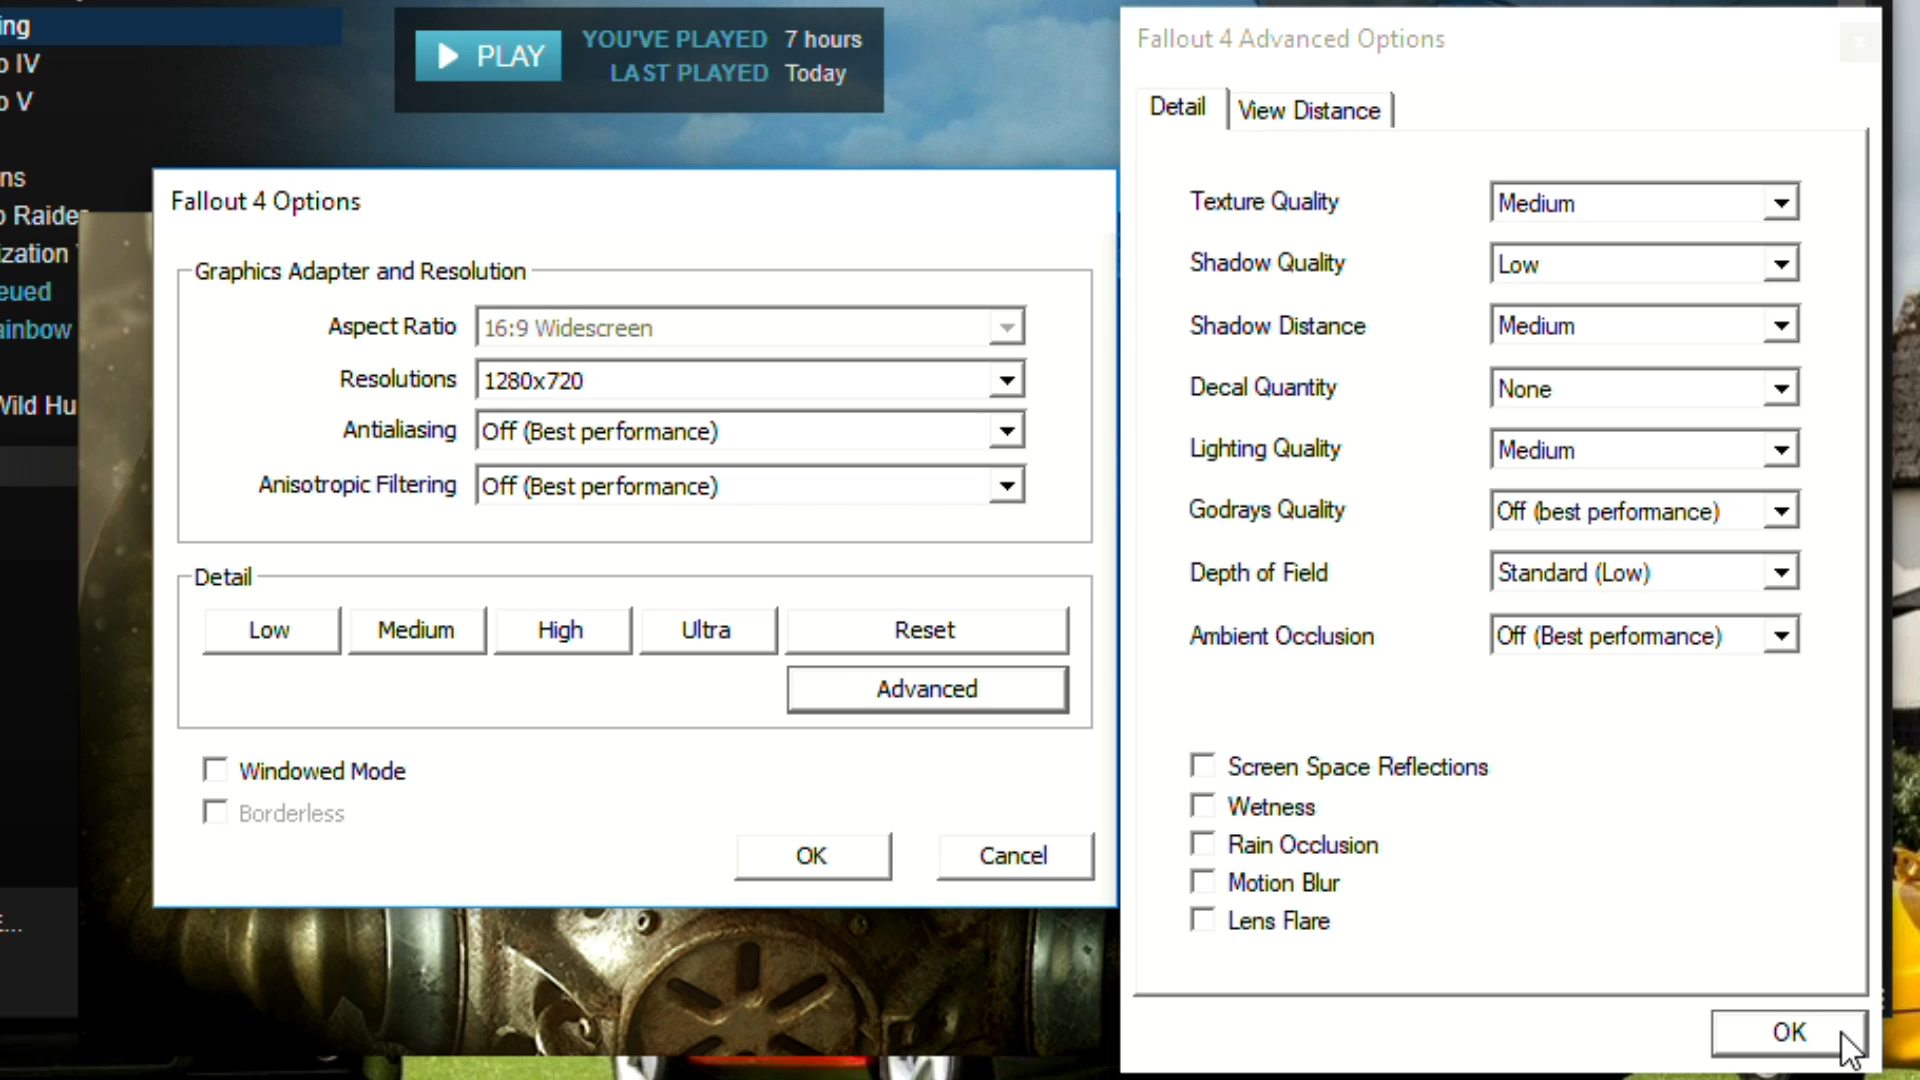 ing
o IV
o V
ns
o Raider
ization
eued
ainbow
Wild Hu
PLAY
YOU'VE PLAYED 7 hours
LAST PLAYED Today
Fallout 4 Options
Graphics Adapter and Resolution
Aspect Ratio 16:9 Widescreen
Resolutions 1280x720
Antialiasing Off (Best performance)
Anisotropic Filtering Off (Best performance)
Detail
Low Medium High Ultra Reset
Advanced
Windowed Mode
Borderless
OK Cancel
Fallout 4 Advanced Options
Detail View Distance
Texture Quality Medium
Shadow Quality Low
Shadow Distance Medium
Decal Quantity None
Lighting Quality Medium
Godrays Quality Off (best performance)
Depth of Field Standard (Low)
Ambient Occlusion Off (Best performance)
Screen Space Reflections
Wetness
Rain Occlusion
Motion Blur
Lens Flare
OK